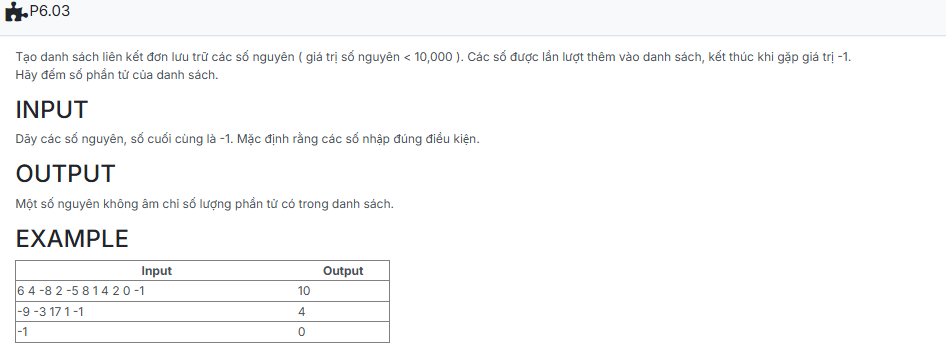 P6.03
Tạo danh sách liên kết đơn lưu trữ các số nguyên ( giá trị số nguyên < 10,000 ). Các số được lần lượt thêm vào danh sách, kết thúc khi gặp giá trị -1.
Hãy đếm số phần tử của danh sách.
INPUT
Dãy các số nguyên, số cuối cùng là -1. Mặc định rằng các số nhập đúng điều kiện.
OUTPUT
Một số nguyên không âm chỉ số lượng phần tử có trong danh sách.
EXAMPLE
Input Output
6 4 -8 2 -5 8 1 4 2 0 -1 10
-9 -3 17 1 -1 4
-1 0